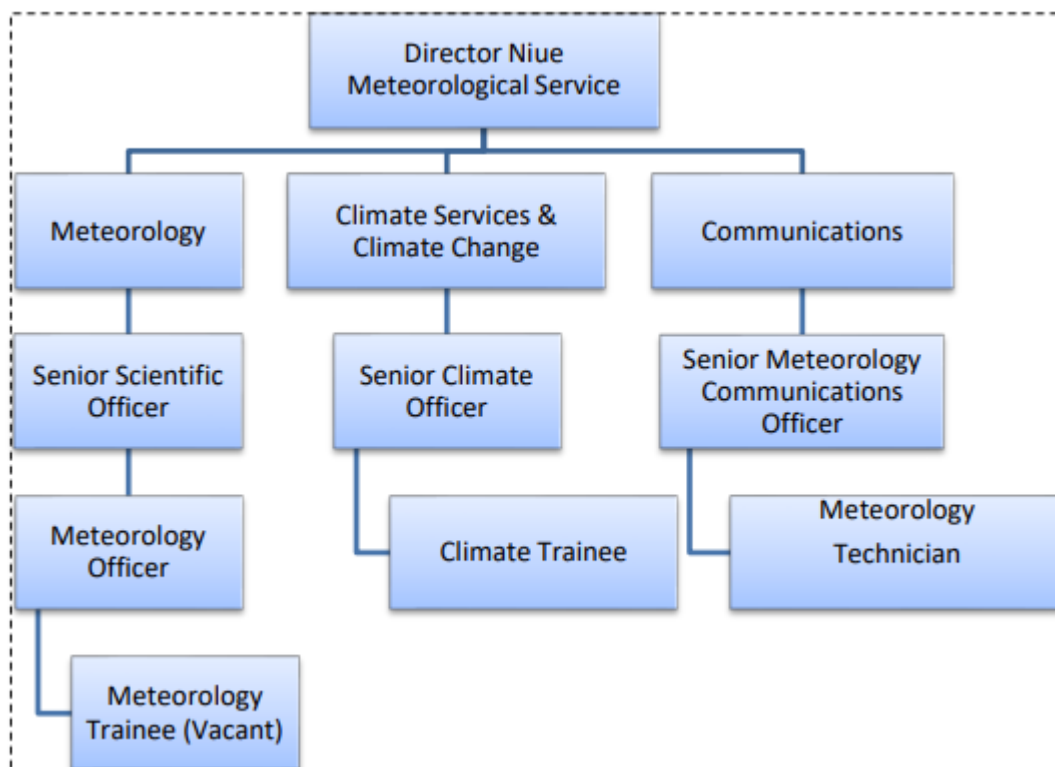 Director Niue
Meteorological Service
Meteorology
Climate Services &
Climate Change
Communications
Senior Scientific
Officer
Senior Climate
Officer
Senior Meteorology
Communications
Officer
Meteorology
Officer
Climate Trainee
Meteorology
Technician
Meteorology
Trainee (Vacant)